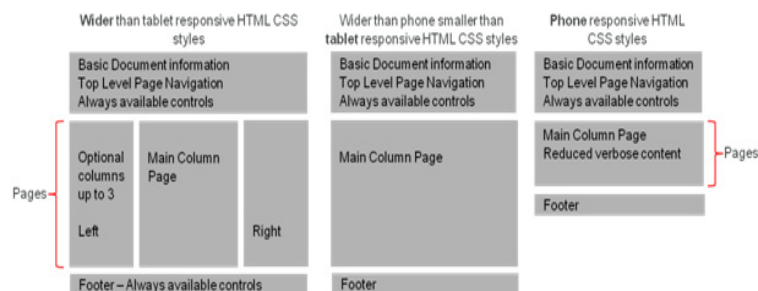 Wider than tablet responsive HTML CSS
styles
Basic Document information
Top Level Page Navigation
Always available controls
Pages
Optional
columns
up to 3
Left
Main Column
Page
Right
Footer – Always available controls
Wider than phone smaller than
tablet responsive HTML CSS styles
Basic Document information
Top Level Page Navigation
Always available controls
Main Column Page
Footer
Phone responsive HTML
CSS styles
Basic Document information
Top Level Page Navigation
Always available controls
Main Column Page
Reduced verbose content
Pages
Footer